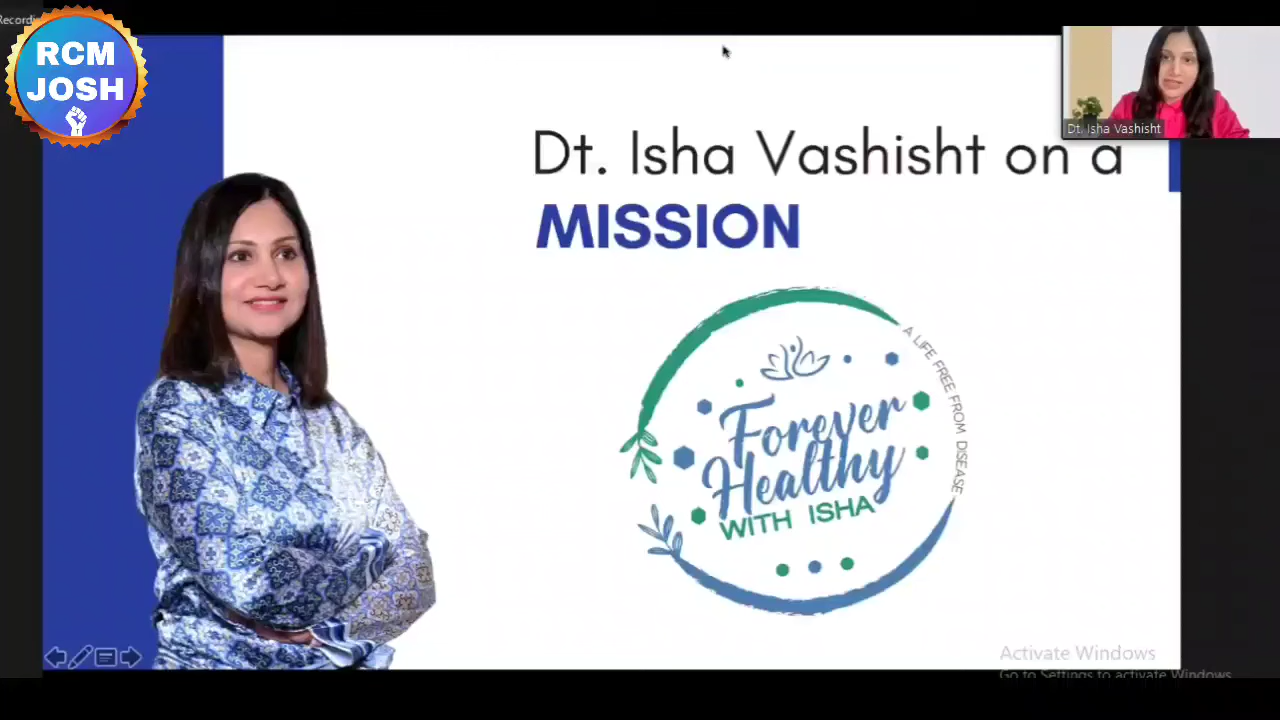 Recordi
RCM
JOSH
Dt. Isha Vashisht
Dt. Isha Vashisht on a
MISSION
A LIFE FREE FROM DISEASE
Forever
Healthy
WITH ISHA
Activate Windows
Go to Settings to activate Windows.